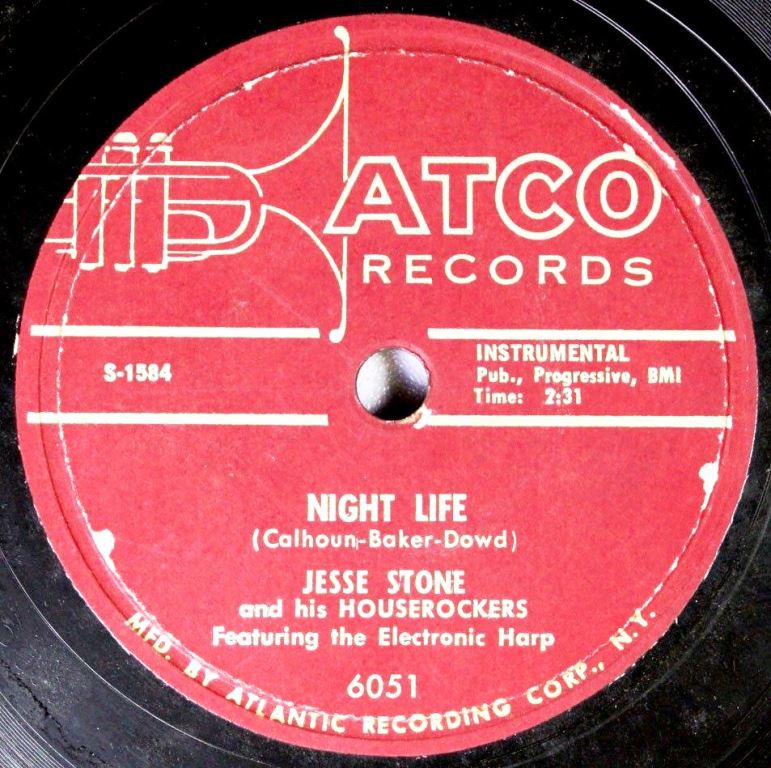 ATCO
RECORDS
S-1584
INSTRUMENTAL
Pub., Progressive, BMI
Time: 2:31
NIGHT LIFE
(Calhoun-Baker-Dowd)
JESSE STONE
and his HOUSEROCKERS
Featuring the Electronic Harp
6051
MFD. BY ATLANTIC RECORDING CORP., N.Y.